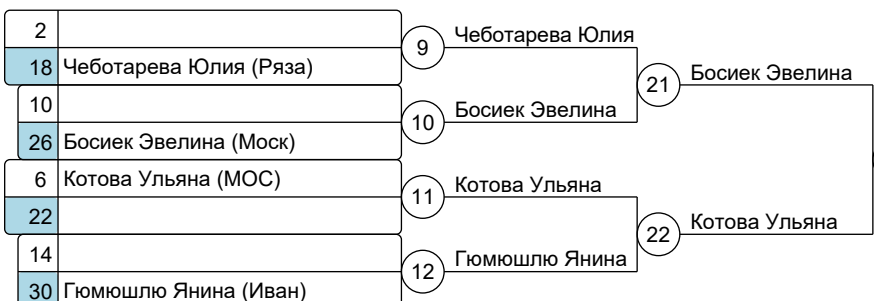 2
18 Чеботарева Юлия (Ряза)
10
26 Босиек Эвелина (Моск)
6 Котова Ульяна (МОС)
22
14
30 Гюмюшлю Янина (Иван)
9 Чеботарева Юлия
10 Босиек Эвелина
11 Котова Ульяна
12 Гюмюшлю Янина
21 Босиек Эвелина
22 Котова Ульяна